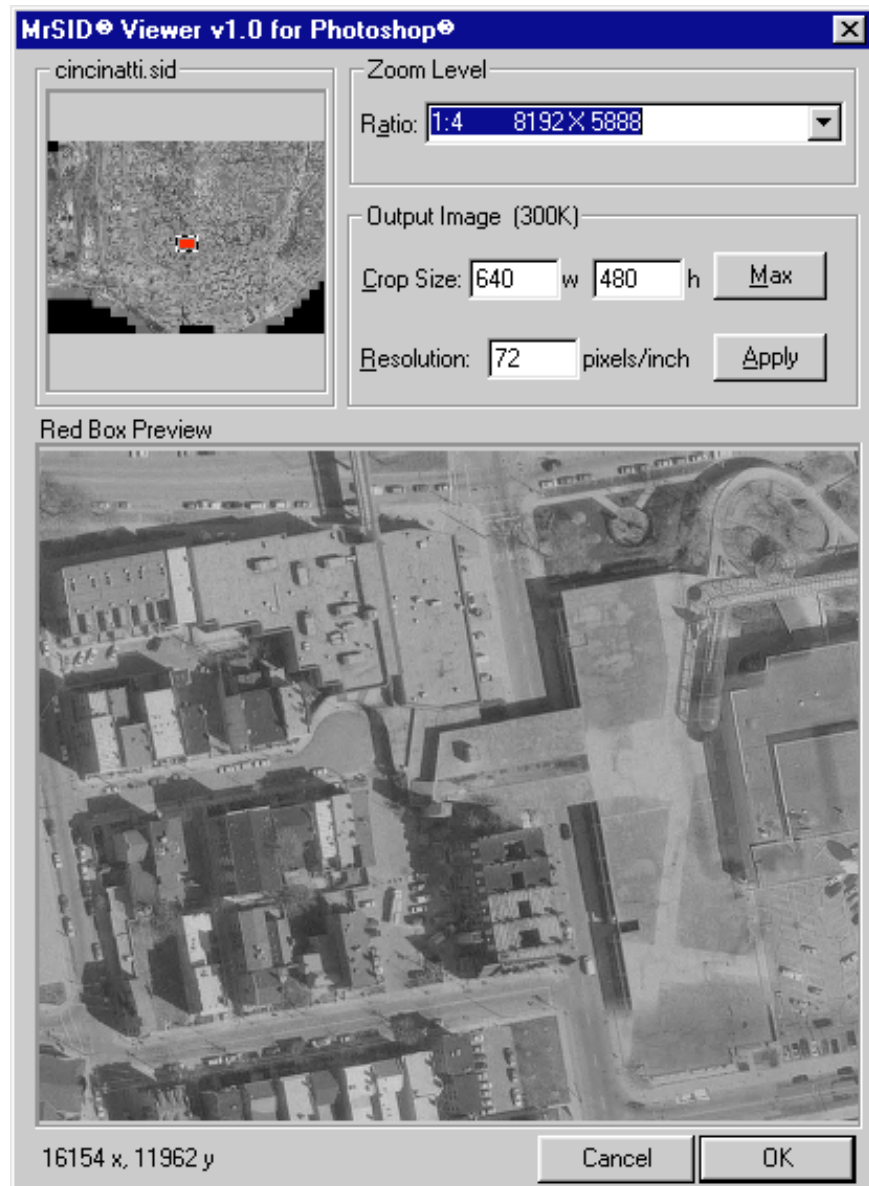 MrSID® Viewer v1.0 for Photoshop®
cincinatti.sid
Zoom Level
Ratio: 1:4 8192 X 5888
Output Image (300K)
Crop Size: 640 w 480 h Max
Resolution: 72 pixels/inch Apply
Red Box Preview
16154 x, 11962 y Cancel OK